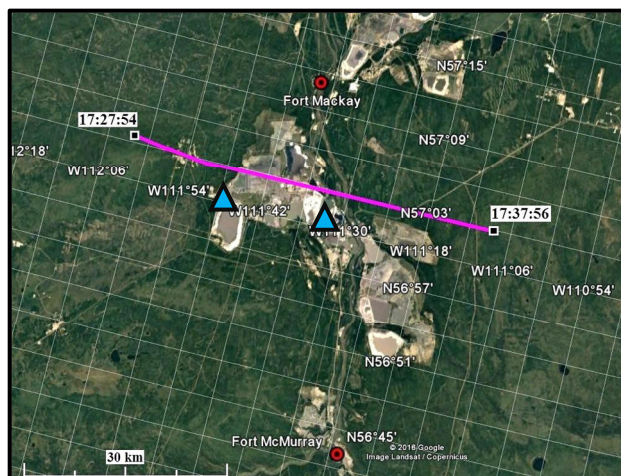 N57°15'
Fort Mackay
17:27:54
N57°09'
12°18'
W112°06'
W111°54'
W111°42'
N57°03'
W111°30'
17:37:56
W111°18'
W111°06'
N56°57'
W110°54'
N56°51'
Fort McMurray
N56°45'
30 km
© 2016 Google
Image Landsat / Copernicus